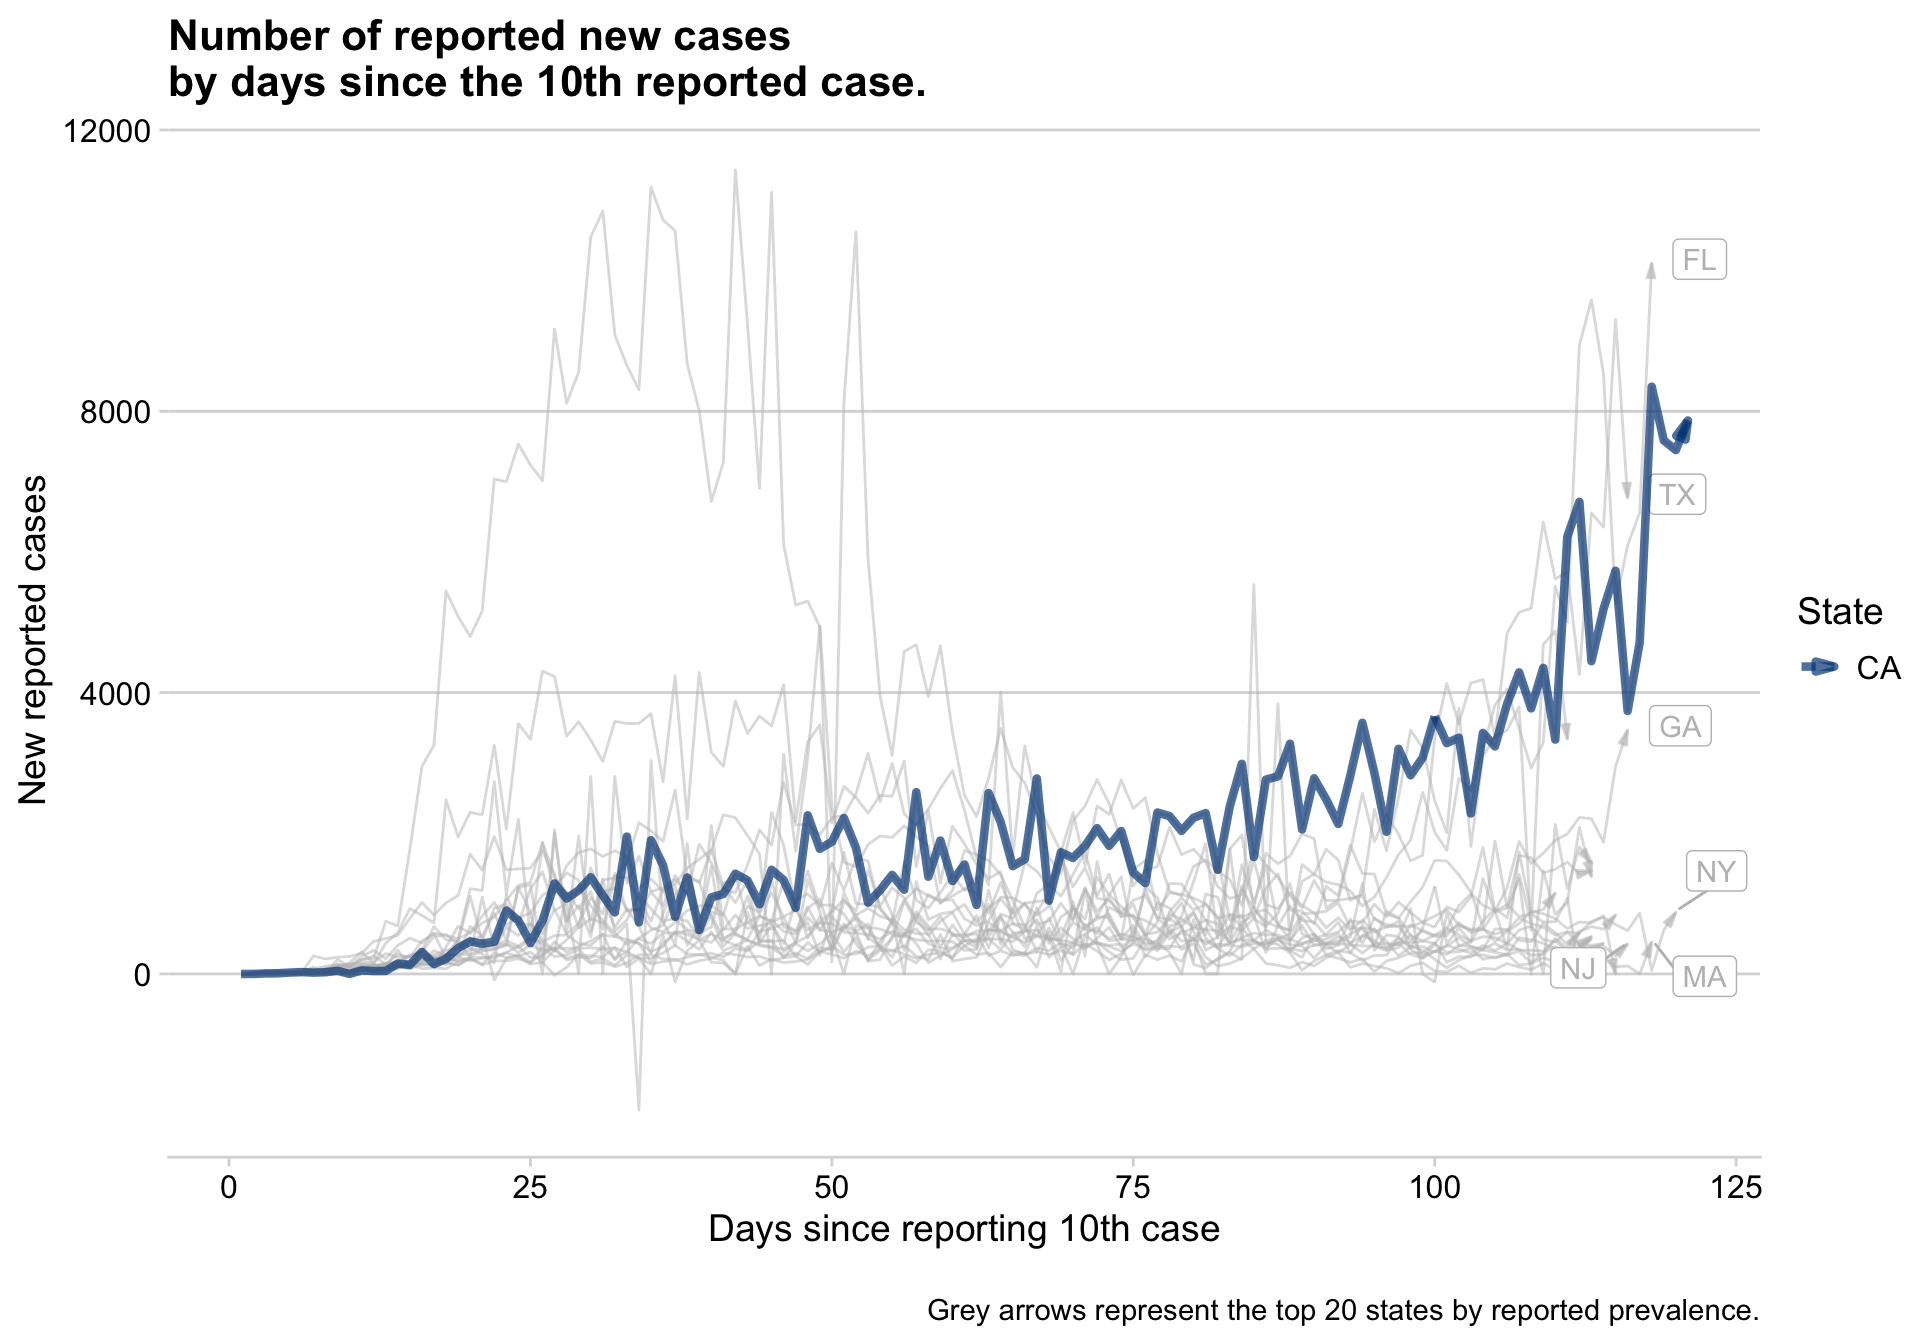 Number of reported new cases
by days since the 10th reported case.
12000
8000
4000
0
New reported cases
FL
TX
GA
NY
NJ
MA
State
CA
0 25 50 75 100 125
Days since reporting 10th case
Grey arrows represent the top 20 states by reported prevalence.